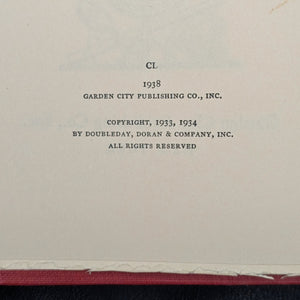 CL
1938
GARDEN CITY PUBLISHING CO., INC.
COPYRIGHT, 1933, 1934
BY DOUBLEDAY, DORAN & COMPANY, INC.
ALL RIGHTS RESERVED